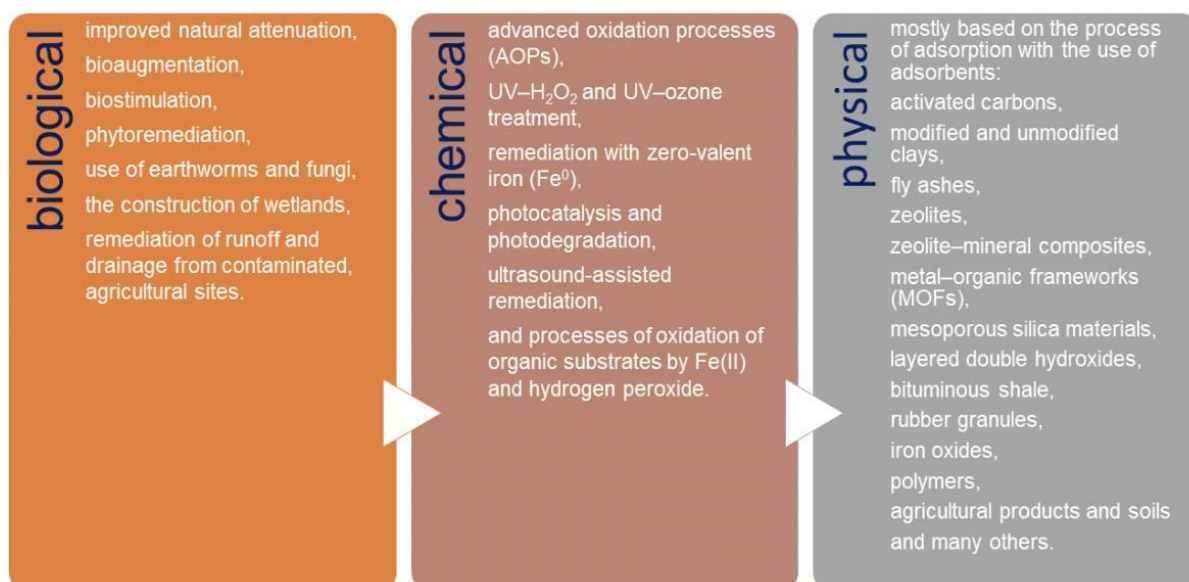 biological
improved natural attenuation,
bioaugmentation,
biostimulation,
phytoremediation,
use of earthworms and fungi,
the construction of wetlands,
remediation of runoff and
drainage from contaminated,
agricultural sites.
chemical
advanced oxidation processes
(AOPs),
UV–H₂O₂ and UV–ozone
treatment,
remediation with zero-valent
iron (Fe⁰),
photocatalysis and
photodegradation,
ultrasound-assisted
remediation,
and processes of oxidation of
organic substrates by Fe(II)
and hydrogen peroxide.
physical
mostly based on the process
of adsorption with the use of
adsorbents:
activated carbons,
modified and unmodified
clays,
fly ashes,
zeolites,
zeolite–mineral composites,
metal–organic frameworks
(MOFs),
mesoporous silica materials,
layered double hydroxides,
bituminous shale,
rubber granules,
iron oxides,
polymers,
agricultural products and soils
and many others.